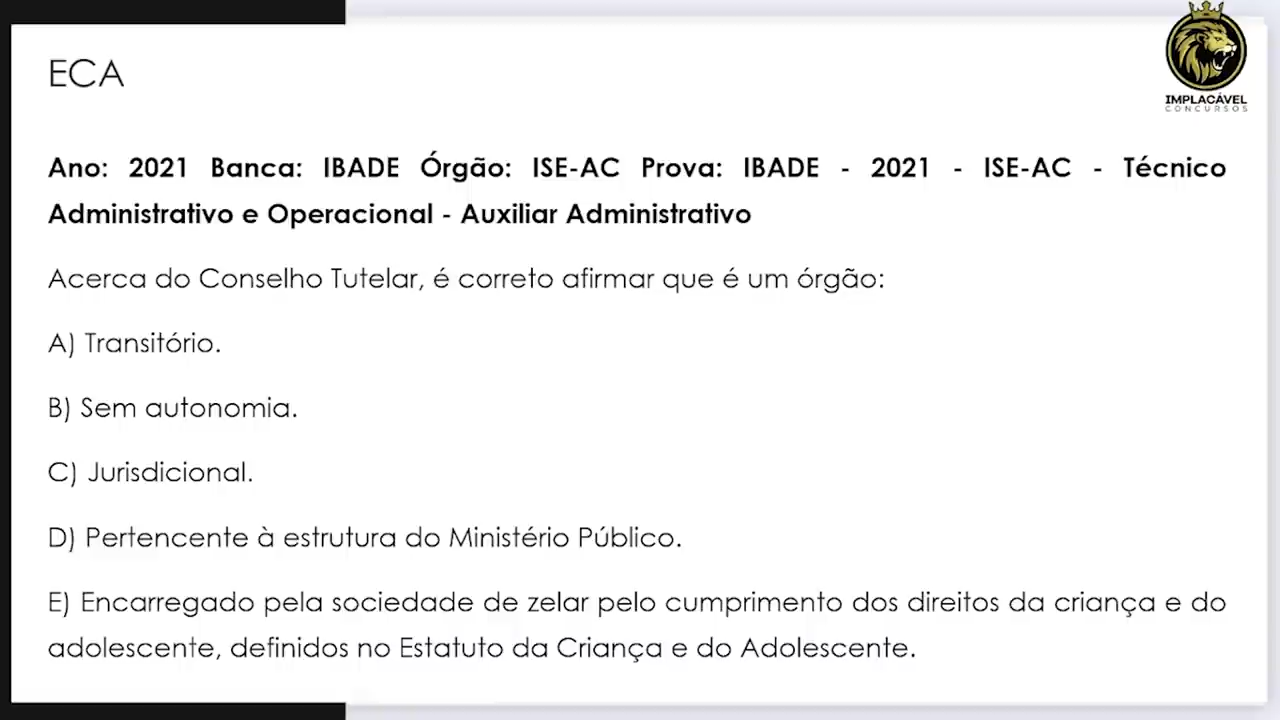 IMPLACÁVEL
CONCURSOS
ECA
Ano: 2021 Banca: IBADE Órgão: ISE-AC Prova: IBADE - 2021 - ISE-AC - Técnico
Administrativo e Operacional - Auxiliar Administrativo
Acerca do Conselho Tutelar, é correto afirmar que é um órgão:
A) Transitório.
B) Sem autonomia.
C) Jurisdicional.
D) Pertencente à estrutura do Ministério Público.
E) Encarregado pela sociedade de zelar pelo cumprimento dos direitos da criança e do
adolescente, definidos no Estatuto da Criança e do Adolescente.